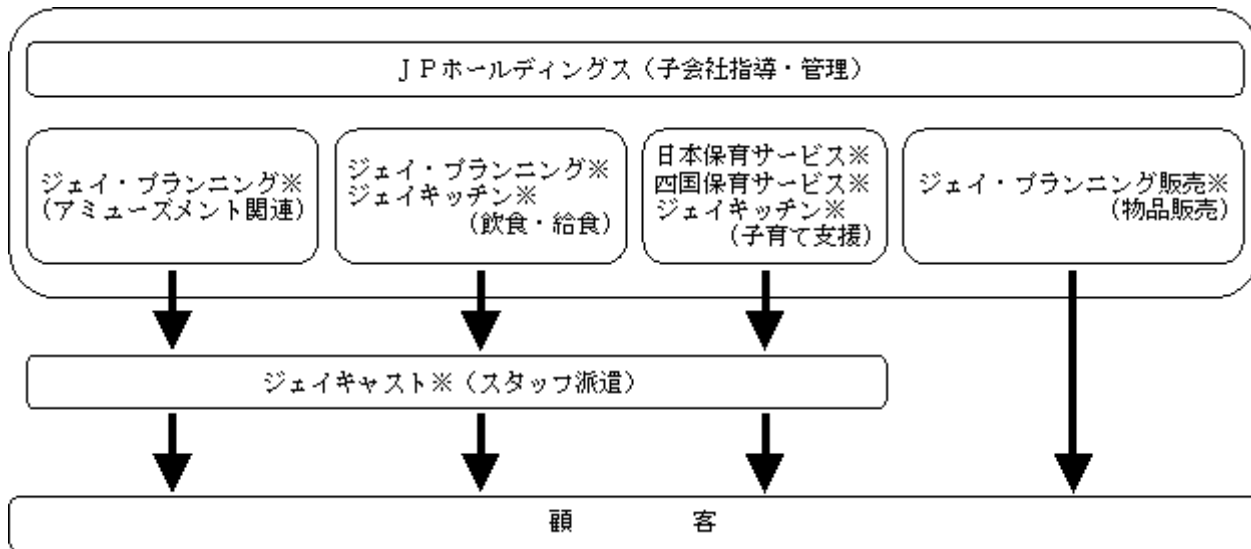 ＪＰホールディングス（子会社指導・管理）
ジェイ・プランニング※
（アミューズメント関連）
ジェイ・プランニング※
ジェイキッチン※
（飲食・給食）
日本保育サービス※
四国保育サービス※
ジェイキッチン※
（子育て支援）
ジェイ・プランニング販売※
（物品販売）
ジェイキャスト※（スタッフ派遣）
顧　　　　客